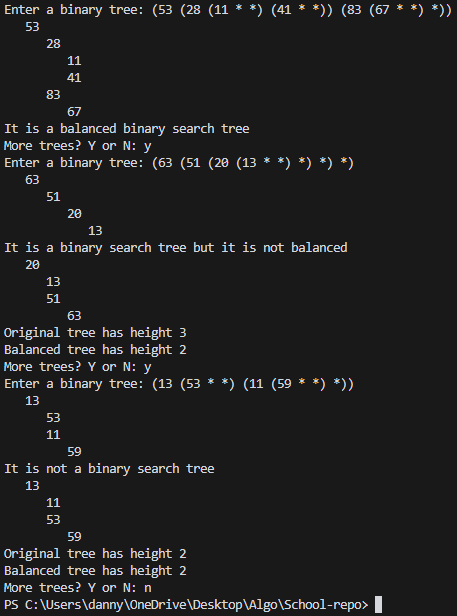 Enter a binary tree: (53 (28 (11 * *) (41 * *)) (83 (67 * *) *))
53
28
11
41
83
67
It is a balanced binary search tree
More trees? Y or N: y
Enter a binary tree: (63 (51 (20 (13 * *) *) *) *)
63
51
20
13
It is a binary search tree but it is not balanced
20
13
51
63
Original tree has height 3
Balanced tree has height 2
More trees? Y or N: y
Enter a binary tree: (13 (53 * *) (11 (59 * *) *))
13
53
11
59
It is not a binary search tree
13
11
53
59
Original tree has height 2
Balanced tree has height 2
More trees? Y or N: n
PS C:\Users\danny\OneDrive\Desktop\Algo\School-repo>